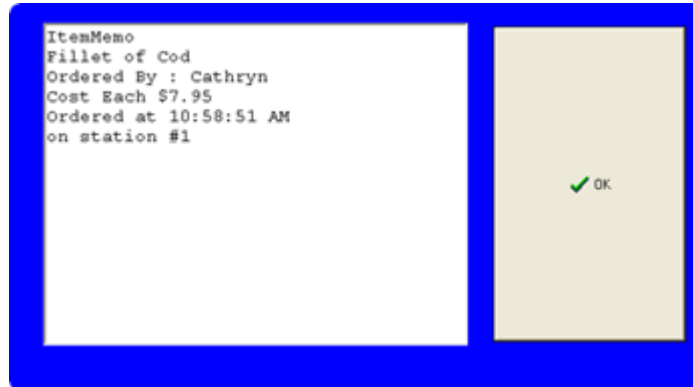 ItemMemo
Fillet of Cod
Ordered By : Cathryn
Cost Each $7.95
Ordered at 10:58:51 AM
on station #1
OK